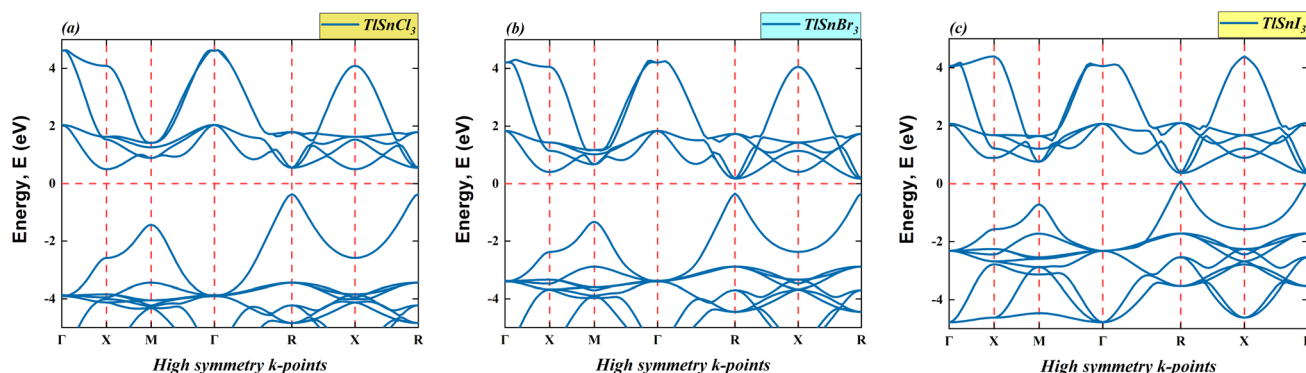 (a)
TlSnCl3
4
2
0
-2
-4
Energy, E (eV)
Γ X M Γ R X R
High symmetry k-points
(b)
TlSnBr3
4
2
0
-2
-4
Energy, E (eV)
Γ X M Γ R X R
High symmetry k-points
(c)
TlSnI3
4
2
0
-2
-4
Energy, E (eV)
Γ X M Γ R X
High symmetry k-points